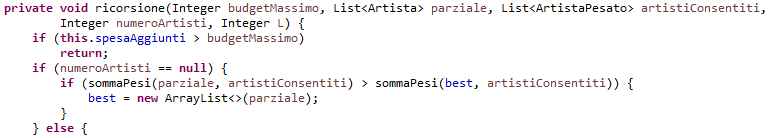 private void ricorsione(Integer budgetMassimo, List<Artista> parziale, List<ArtistaPesato> artistiConsentiti,
Integer numeroArtisti, Integer L) {
if (this.spesaAggiunti > budgetMassimo)
return;
if (numeroArtisti == null) {
if (sommaPesi(parziale, artistiConsentiti) > sommaPesi(best, artistiConsentiti)) {
best = new ArrayList<>(parziale);
}
} else {